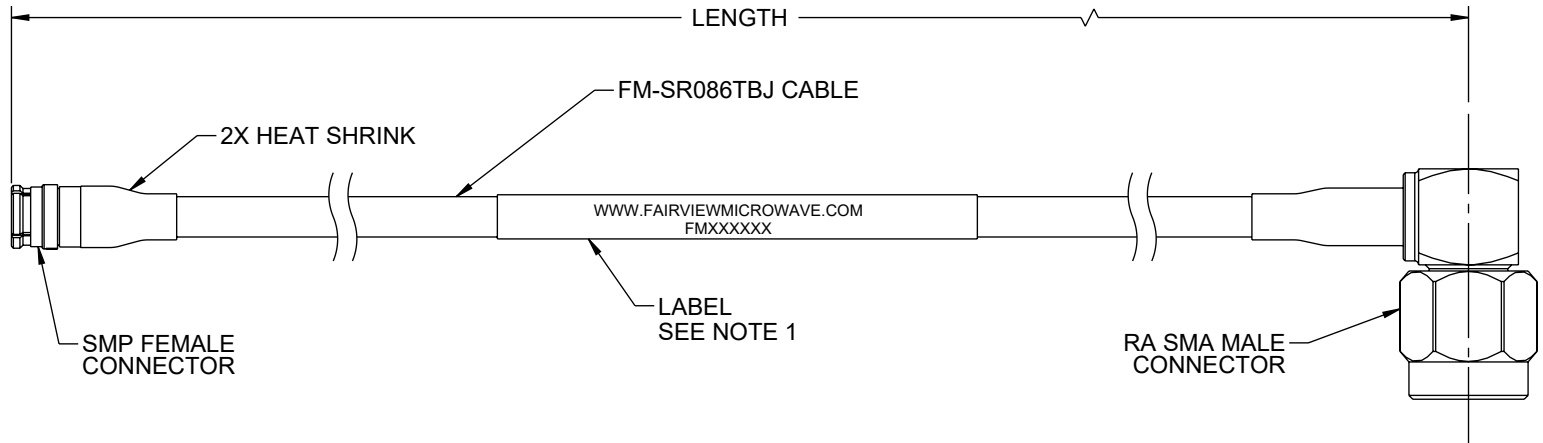 LENGTH
FM-SR086TBJ CABLE
2X HEAT SHRINK
WWW.FAIRVIEWMICROWAVE.COM
FMXXXXXX
LABEL
SEE NOTE 1
SMP FEMALE
CONNECTOR
RA SMA MALE
CONNECTOR